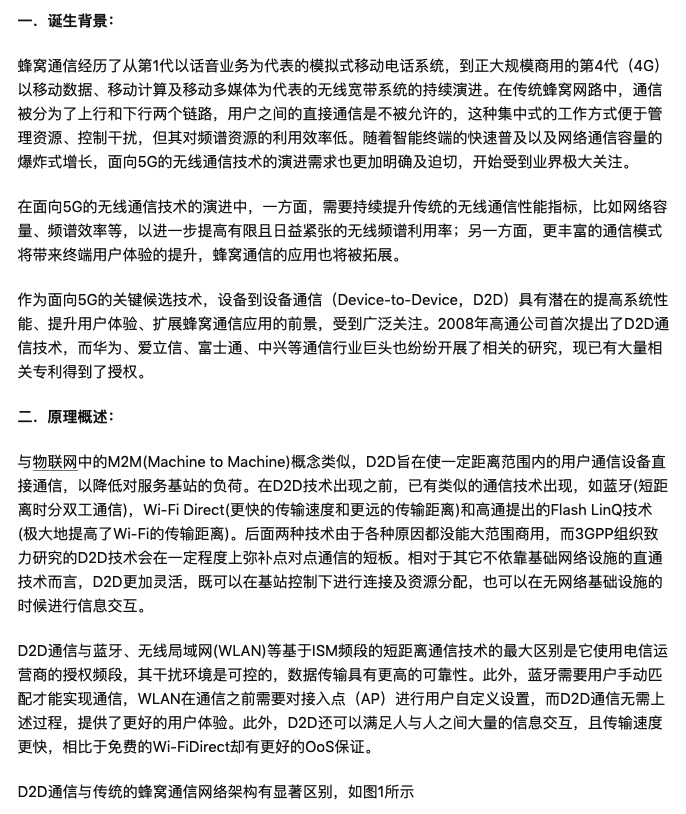 一．诞生背景：
蜂窝通信经历了从第1代以话音业务为代表的模拟式移动电话系统，到正大规模商用的第4代（4G）
以移动数据、移动计算及移动多媒体为代表的无线宽带系统的持续演进。在传统蜂窝网路中，通信
被分为了上行和下行两个链路，用户之间的直接通信是不被允许的，这种集中式的工作方式便于管
理资源、控制干扰，但其对频谱资源的利用效率低。随着智能终端的快速普及以及网络通信容量的
爆炸式增长，面向5G的无线通信技术的演进需求也更加明确及迫切，开始受到业界极大关注。
在面向5G的无线通信技术的演进中，一方面，需要持续提升传统的无线通信性能指标，比如网络容
量、频谱效率等，以进一步提高有限且日益紧张的无线频谱利用率；另一方面，更丰富的通信模式
将带来终端用户体验的提升，蜂窝通信的应用也将被拓展。
作为面向5G的关键候选技术，设备到设备通信（Device-to-Device，D2D）具有潜在的提高系统性
能、提升用户体验、扩展蜂窝通信应用的前景，受到广泛关注。2008年高通公司首次提出了D2D通
信技术，而华为、爱立信、富士通、中兴等通信行业巨头也纷纷开展了相关的研究，现已有大量相
关专利得到了授权。
二．原理概述：
与物联网中的M2M(Machine to Machine)概念类似，D2D旨在使一定距离范围内的用户通信设备直
接通信，以降低对服务基站的负荷。在D2D技术出现之前，已有类似的通信技术出现，如蓝牙(短距
离时分双工通信)，Wi-Fi Direct(更快的传输速度和更远的传输距离)和高通提出的Flash LinQ技术
(极大地提高了Wi-Fi的传输距离)。后面两种技术由于各种原因都没能大范围商用，而3GPP组织致
力研究的D2D技术会在一定程度上弥补点对点通信的短板。相对于其它不依靠基础网络设施的直通
技术而言，D2D更加灵活，既可以在基站控制下进行连接及资源分配，也可以在无网络基础设施的
时候进行信息交互。
D2D通信与蓝牙、无线局域网(WLAN)等基于ISM频段的短距离通信技术的最大区别是它使用电信运
营商的授权频段，其干扰环境是可控的，数据传输具有更高的可靠性。此外，蓝牙需要用户手动匹
配才能实现通信，WLAN在通信之前需要对接入点（AP）进行用户自定义设置，而D2D通信无需上
述过程，提供了更好的用户体验。此外，D2D还可以满足人与人之间大量的信息交互，且传输速度
更快，相比于免费的Wi-FiDirect却有更好的OoS保证。
D2D通信与传统的蜂窝通信网络架构有显著区别，如图1所示